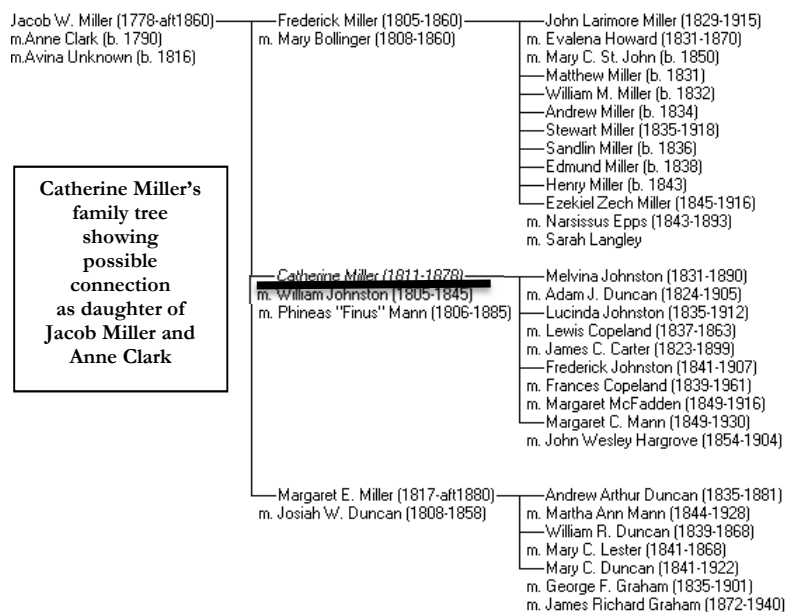 Jacob W. Miller (1778-aft1860)
m.Anne Clark (b. 1790)
m.Avina Unknown (b. 1816)
Catherine Miller's
family tree
showing
possible
connection
as daughter of
Jacob Miller and
Anne Clark
Frederick Miller (1805-1860)
m. Mary Bollinger (1808-1860)
John Larimore Miller (1829-1915)
m. Evalena Howard (1831-1870)
m. Mary C. St. John (b. 1850)
Matthew Miller (b. 1831)
William M. Miller (b. 1832)
Andrew Miller (b. 1834)
Stewart Miller (1835-1918)
Sandlin Miller (b. 1836)
Edmund Miller (b. 1838)
Henry Miller (b. 1843)
Ezekiel Zech Miller (1845-1916)
m. Narsissus Epps (1843-1893)
m. Sarah Langley
Catherine Miller (1811-1878)
m. William Johnston (1805-1845)
m. Phineas "Finus" Mann (1806-1885)
Melvina Johnston (1831-1890)
m. Adam J. Duncan (1824-1905)
Lucinda Johnston (1835-1912)
m. Lewis Copeland (1837-1863)
m. James C. Carter (1823-1899)
Frederick Johnston (1841-1907)
m. Frances Copeland (1839-1961)
m. Margaret McFadden (1849-1916)
Margaret C. Mann (1849-1930)
m. John Wesley Hargrove (1854-1904)
Margaret E. Miller (1817-aft1880)
m. Josiah W. Duncan (1808-1858)
Andrew Arthur Duncan (1835-1881)
m. Martha Ann Mann (1844-1928)
William R. Duncan (1839-1868)
m. Mary C. Lester (1841-1868)
Mary C. Duncan (1841-1922)
m. George F. Graham (1835-1901)
m. James Richard Graham (1872-1940)